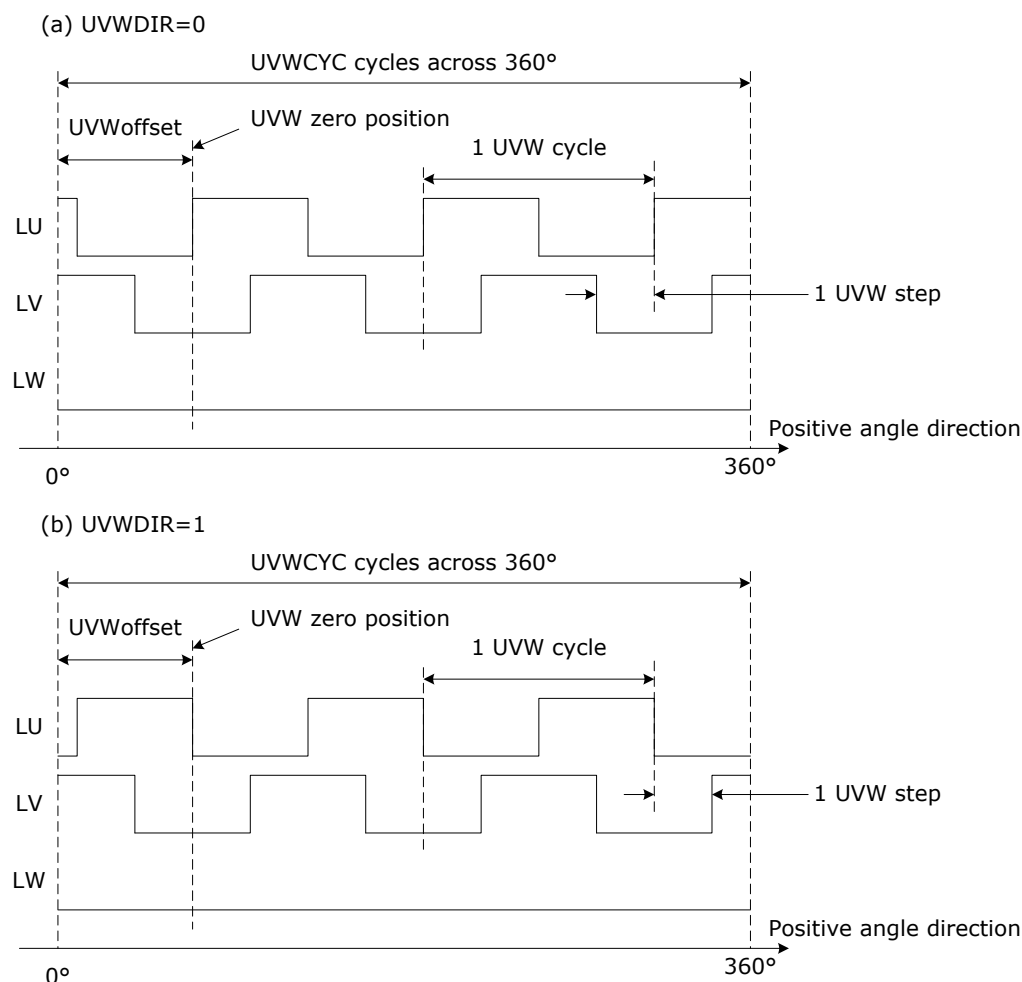 (a) UVWDIR=0
UVWCYC cycles across 360°
UVWoffset
UVW zero position
1 UVW cycle
LU
LV
1 UVW step
LW
Positive angle direction
0°
360°
(b) UVWDIR=1
UVWCYC cycles across 360°
UVWoffset
UVW zero position
1 UVW cycle
LU
LV
1 UVW step
LW
Positive angle direction
0°
360°